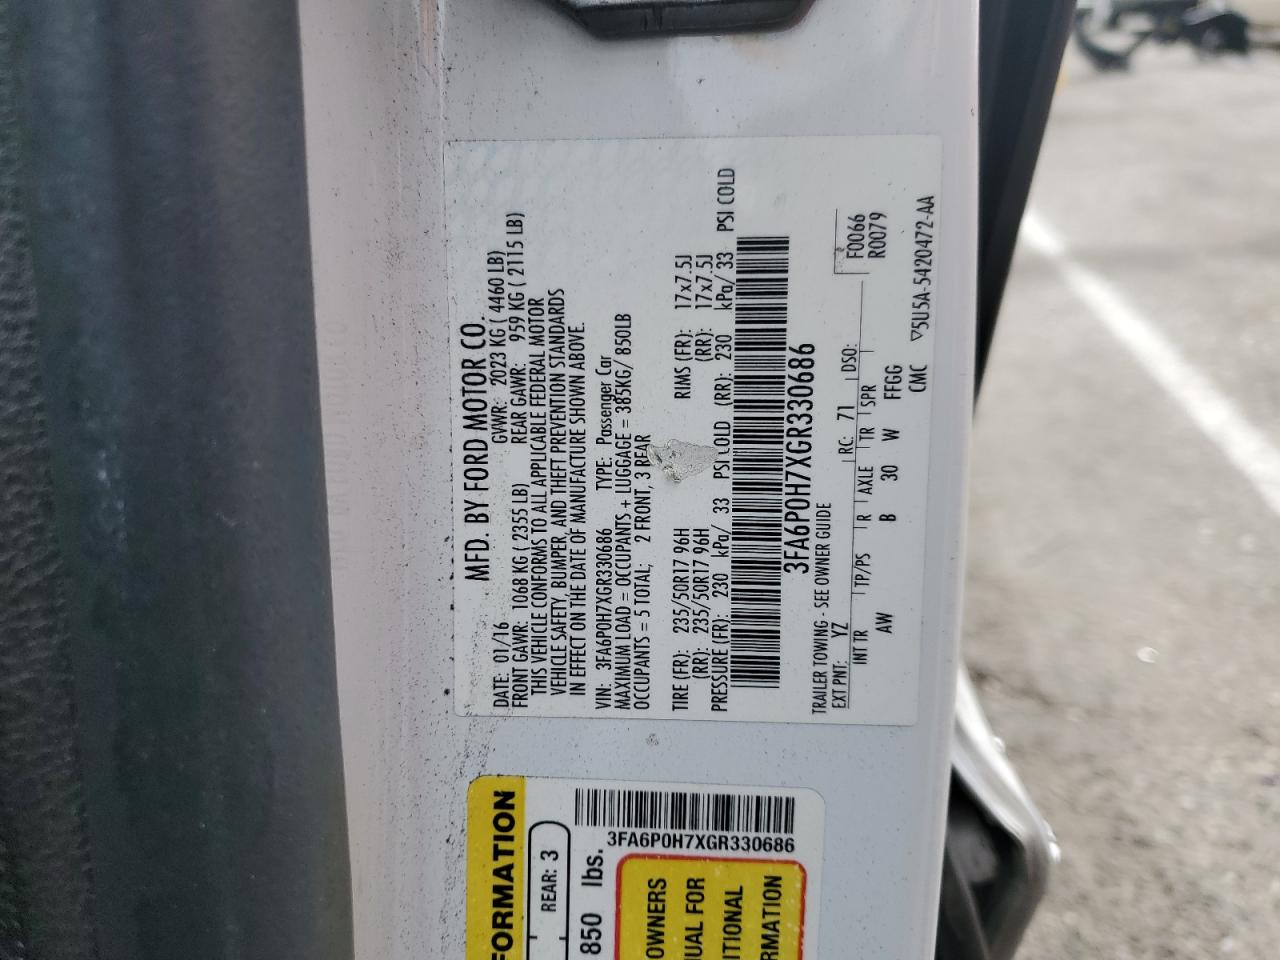 MFD. BY FORD MOTOR CO.
DATE: 01/16 GVWR: 2023 KG ( 4460 LB)
FRONT GAWR: 1068 KG ( 2355 LB) REAR GAWR: 959 KG ( 2115 LB)
THIS VEHICLE CONFORMS TO ALL APPLICABLE FEDERAL MOTOR
VEHICLE SAFETY, BUMPER, AND THEFT PREVENTION STANDARDS
IN EFFECT ON THE DATE OF MANUFACTURE SHOWN ABOVE.
VIN: 3FA6P0H7XGR330686 TYPE: Passenger Car
MAXIMUM LOAD = OCCUPANTS + LUGGAGE = 385KG/ 850LB
OCCUPANTS = 5 TOTAL; 2 FRONT, 3 REAR
TIRE (FR): 235/50R17 96H RIMS (FR): 17x7.5J
(RR): 235/50R17 96H (RR): 17x7.5J
PRESSURE (FR): 230 kPa/ 33 PSI COLD (RR): 230 kPa/ 33 PSI COLD
3FA6P0H7XGR330686
TRAILER TOWING - SEE OWNER GUIDE
EXT PNT: YZ RC: 71 DSO:
F0066
INT TR TP/PS R AXLE TR SPR R0079
AW B 30 W FFGG
CMC ▽5U5A-5420472-AA
FORMATION
REAR: 3
850 lbs.
3FA6P0H7XGR330686
OWNERS
UAL FOR
ITIONAL
RMATION